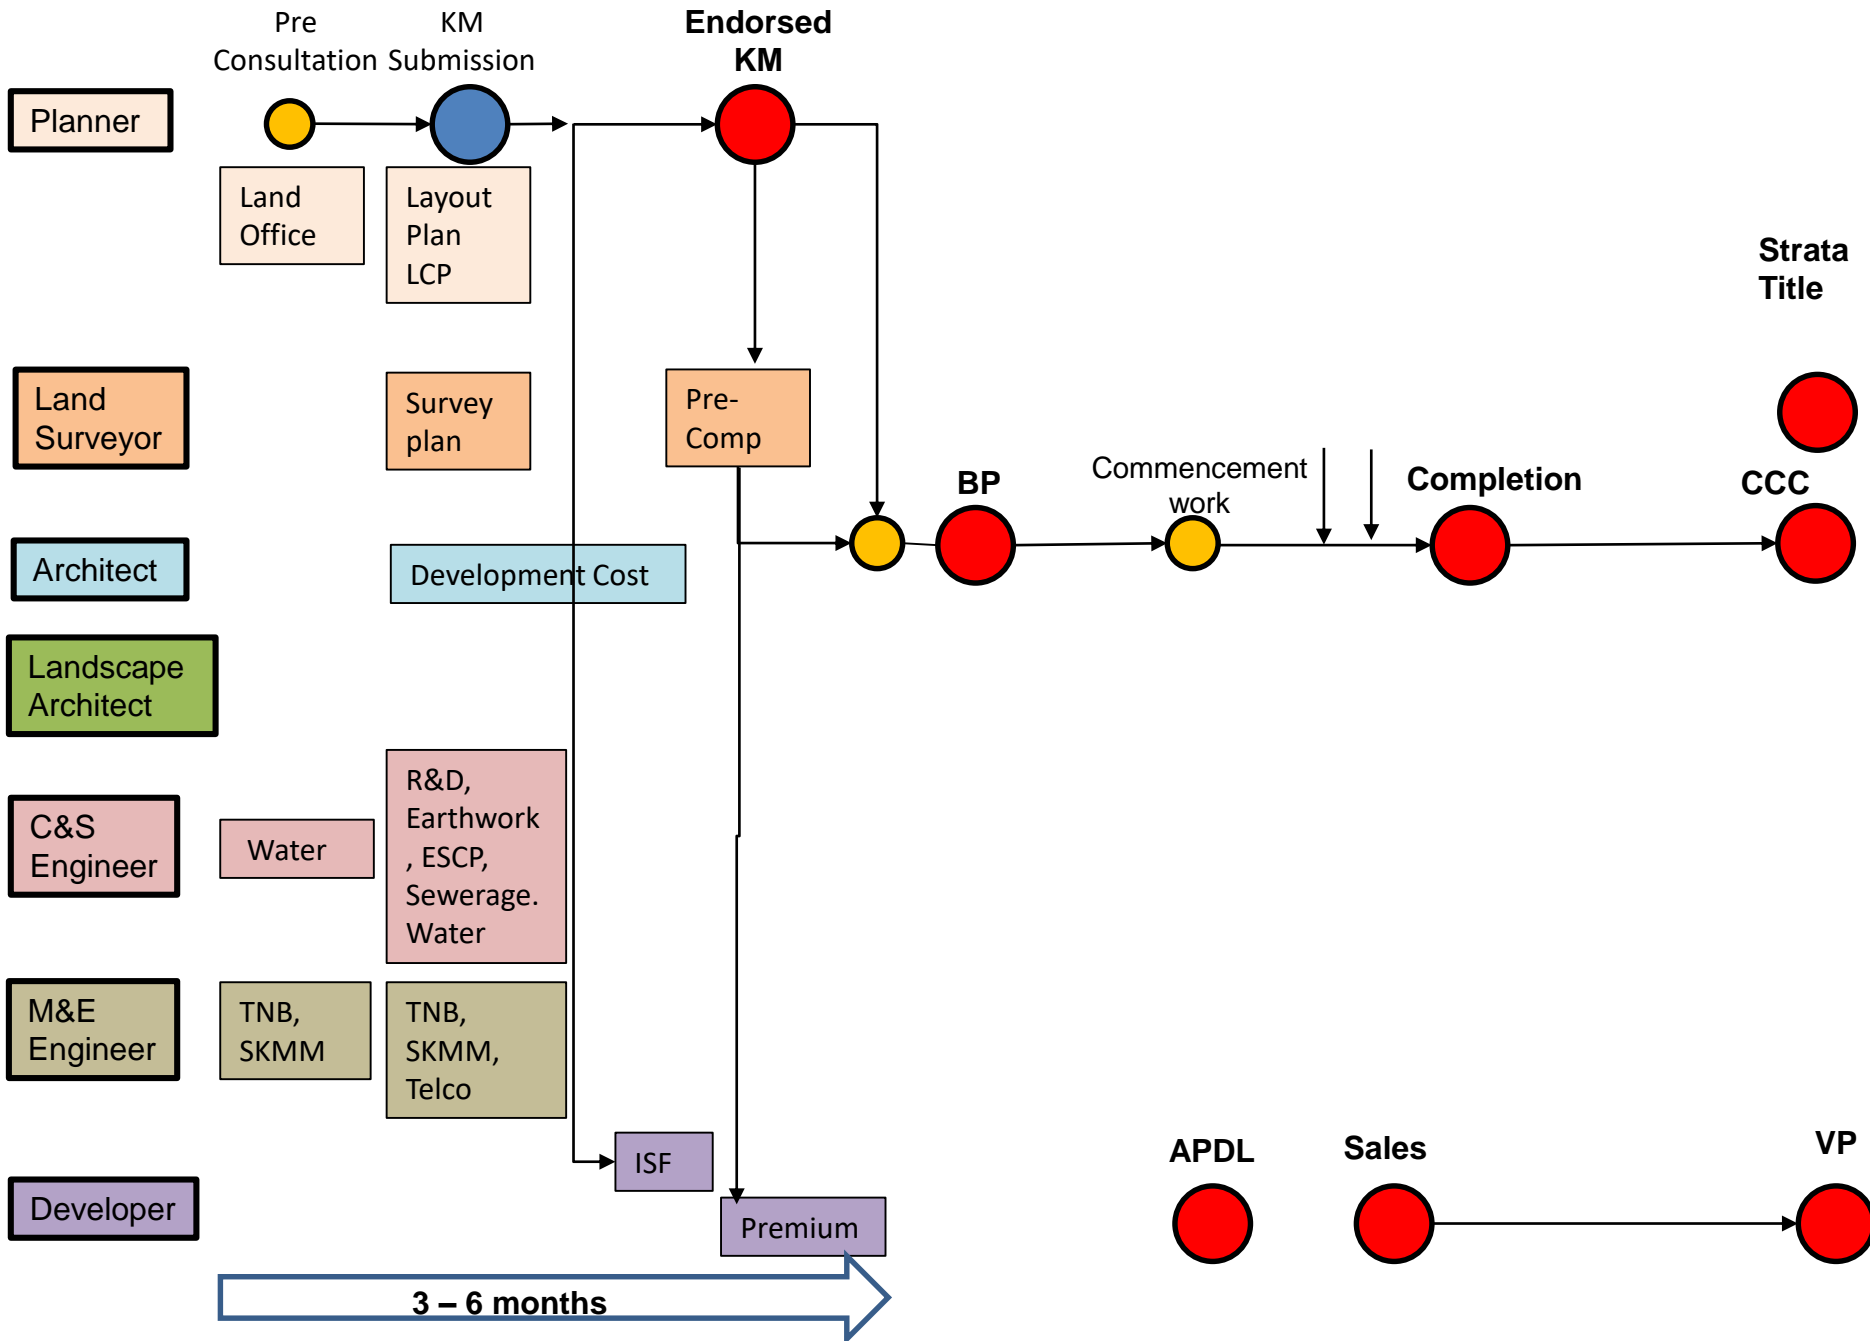 Pre
Consultation
KM
Submission
Endorsed
KM
Planner
Land
Office
Layout
Plan
LCP
Strata
Title
Land
Surveyor
Survey
plan
Pre-
Comp
BP
Commencement
work
Completion
CCC
Architect
Development Cost
Landscape
Architect
C&S
Engineer
Water
R&D,
Earthwork
, ESCP,
Sewerage.
Water
M&E
Engineer
TNB,
SKMM
TNB,
SKMM,
Telco
ISF
APDL
Sales
VP
Developer
Premium
3 – 6 months